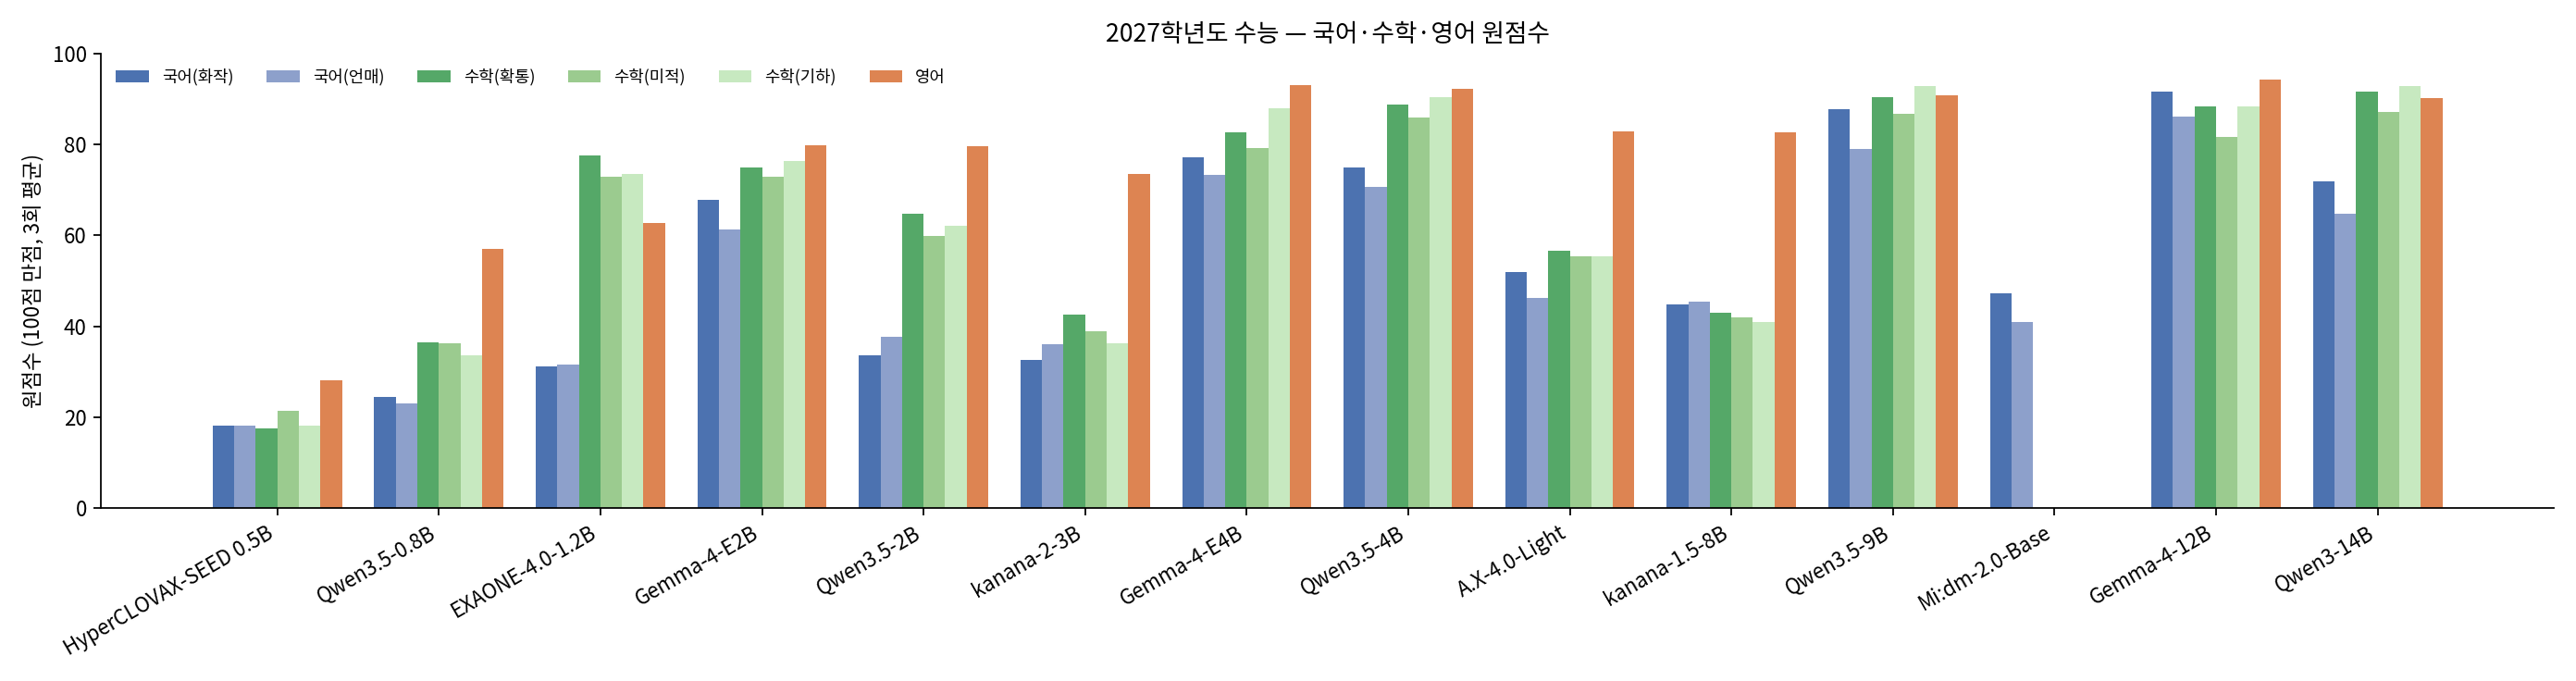 2027학년도 수능 — 국어·수학·영어 원점수
원점수 (100점 만점, 3회 평균)
100
80
60
40
20
0
국어(화작) 국어(언매) 수학(확통) 수학(미적) 수학(기하) 영어
HyperCLOVAX-SEED 0.5B
Qwen3.5-0.8B
EXAONE-4.0-1.2B
Gemma-4-E2B
Qwen3.5-2B
kanana-2-3B
Gemma-4-E4B
Qwen3.5-4B
A.X-4.0-Light
kanana-1.5-8B
Qwen3.5-9B
Mi:dm-2.0-Base
Gemma-4-12B
Qwen3-14B